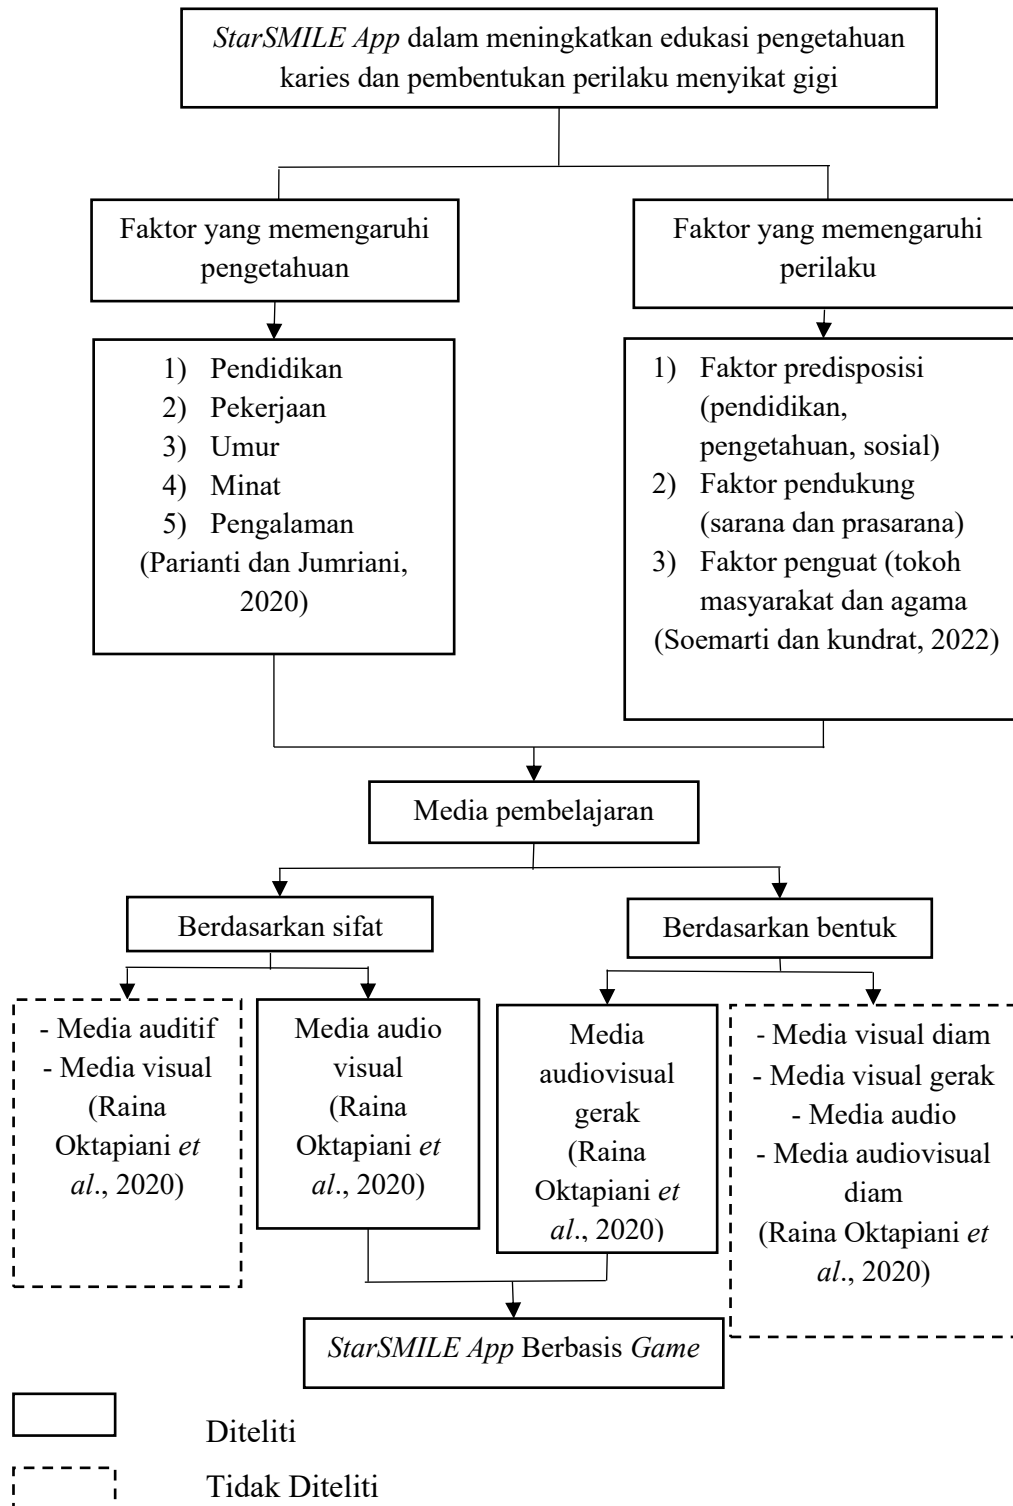 StarSMILE App dalam meningkatkan edukasi pengetahuan
karies dan pembentukan perilaku menyikat gigi
Faktor yang memengaruhi
pengetahuan
Faktor yang memengaruhi
perilaku
1) Pendidikan
2) Pekerjaan
3) Umur
4) Minat
5) Pengalaman
(Parianti dan Jumriani,
2020)
1) Faktor predisposisi
(pendidikan,
pengetahuan, sosial)
2) Faktor pendukung
(sarana dan prasarana)
3) Faktor penguat (tokoh
masyarakat dan agama
(Soemarti dan kundrat, 2022)
Media pembelajaran
Berdasarkan sifat
Berdasarkan bentuk
- Media auditif
- Media visual
(Raina
Oktapiani et
al., 2020)
Media audio
visual
(Raina
Oktapiani et
al., 2020)
Media
audiovisual
gerak
(Raina
Oktapiani et
al., 2020)
- Media visual diam
- Media visual gerak
- Media audio
- Media audiovisual
diam
(Raina Oktapiani et
al., 2020)
StarSMILE App Berbasis Game
Diteliti
Tidak Diteliti